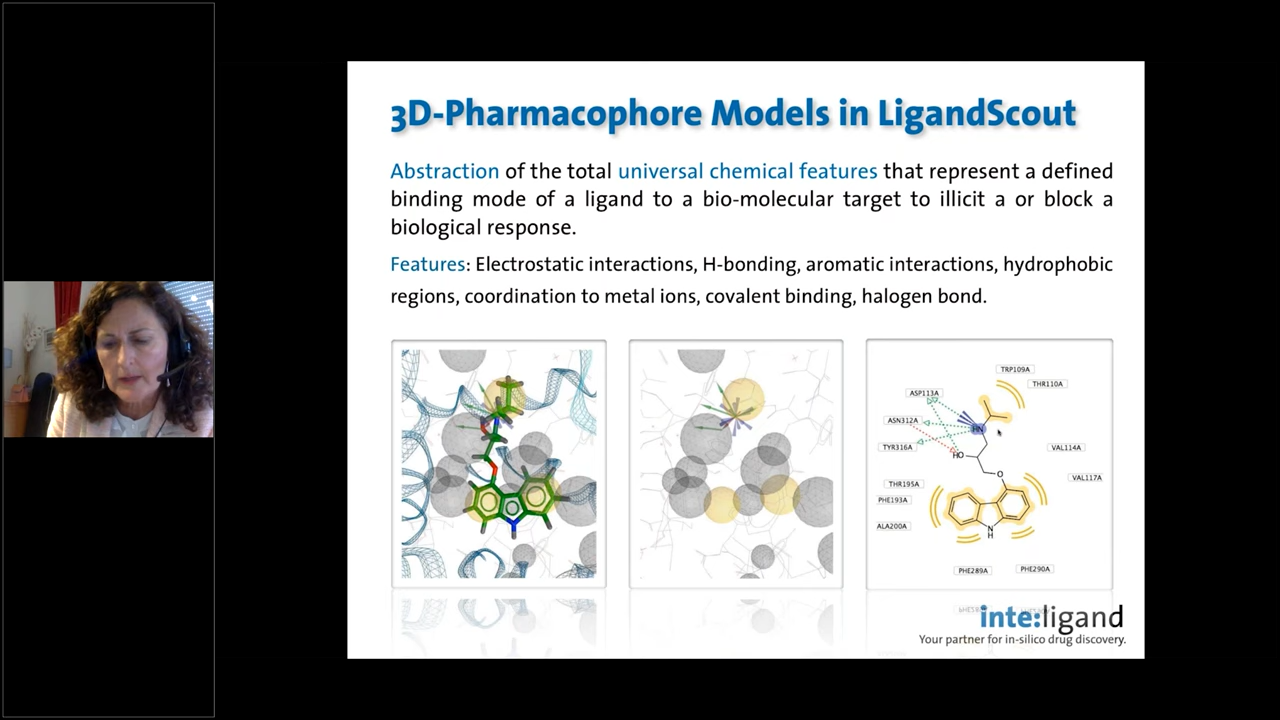 3D-Pharmacophore Models in LigandScout
Abstraction of the total universal chemical features that represent a defined
binding mode of a ligand to a bio-molecular target to illicit a or block a
biological response.
Features: Electrostatic interactions, H-bonding, aromatic interactions, hydrophobic
regions, coordination to metal ions, covalent binding, halogen bond.
TRP109A
THR110A
ASP113A
ASN312A
HN
TYR316A
HO
VAL114A
O
VAL117A
THR195A
PHE193A
ALA200A
N
H
PHE289A
PHE290A
inte:ligand
Your partner for in-silico drug discovery.